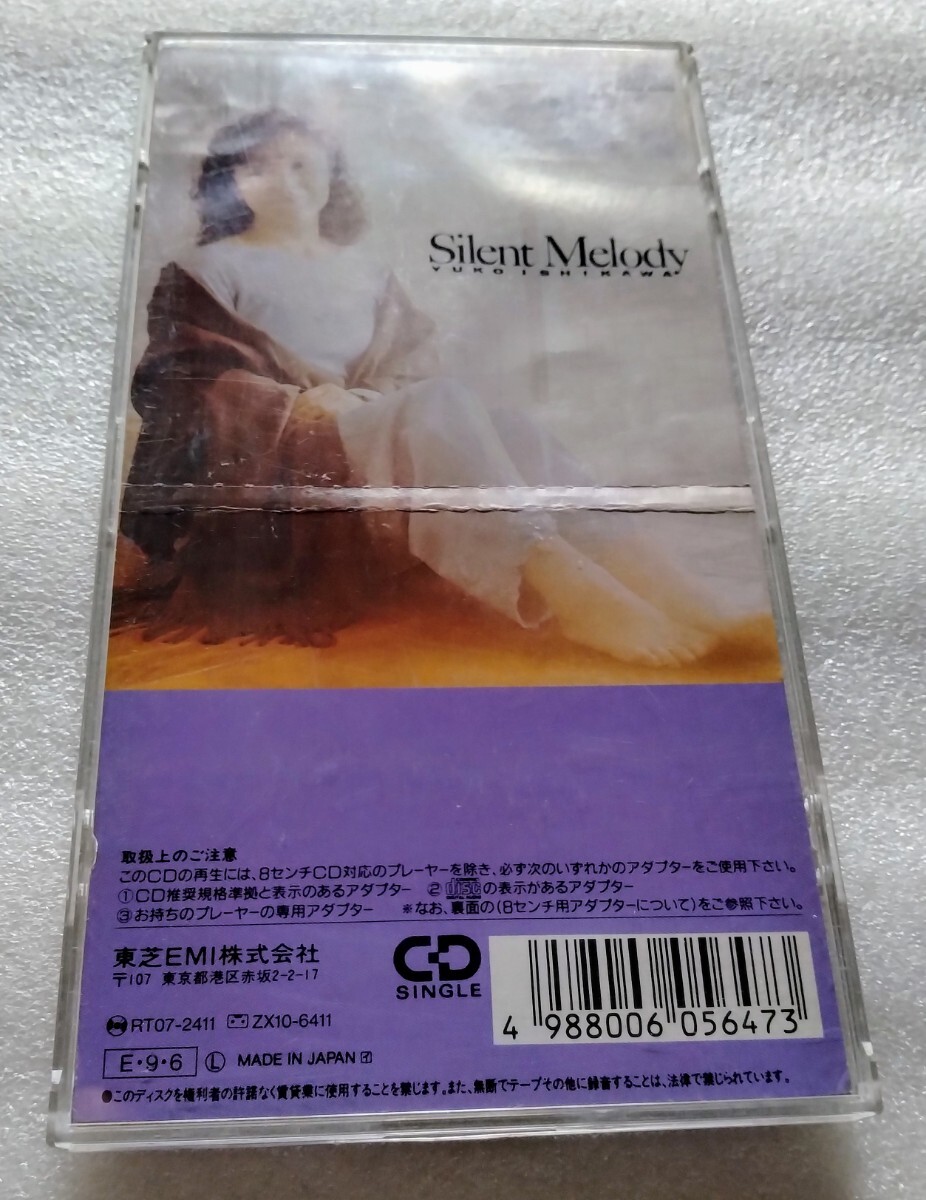 Silent Melody
YUKO ISHIKAWA
取扱上のご注意
このCDの再生には、8センチCD対応のプレーヤーを除き、必ず次のいずれかのアダプターをご使用下さい。
①CD推奨規格準拠と表示のあるアダプター ②discの表示があるアダプター
③お持ちのプレーヤーの専用アダプター ※なお、裏面の(8センチ用アダプターについて)をご参照下さい。
東芝EMI株式会社
〒107 東京都港区赤坂2-2-17
CD
SINGLE
4 988006 056473
RT07-2411 ZX10-6411
E・9・6 Ⓛ MADE IN JAPAN イ
●このディスクを権利者の許諾なく賃貸業に使用することを禁じます。また、無断でテープその他に録音することは、法律で禁じられています。